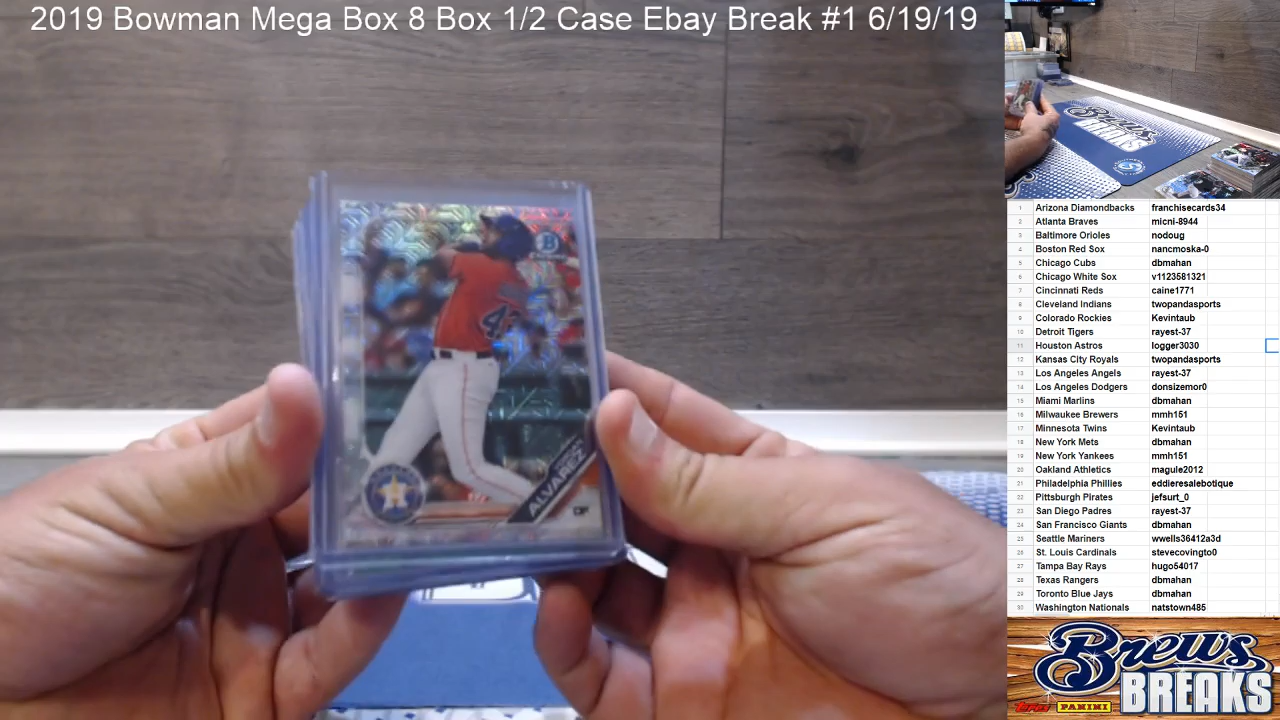 2019 Bowman Mega Box 8 Box 1/2 Case Ebay Break #1 6/19/19
B
ALVAREZ
OF
1 Arizona Diamondbacks franchisecards34
2 Atlanta Braves micni-8944
3 Baltimore Orioles nodoug
4 Boston Red Sox nancmoska-0
5 Chicago Cubs dbmahan
6 Chicago White Sox v1123581321
7 Cincinnati Reds caine1771
8 Cleveland Indians twopandasports
9 Colorado Rockies Kevintaub
10 Detroit Tigers rayest-37
11 Houston Astros logger3030
12 Kansas City Royals twopandasports
13 Los Angeles Angels rayest-37
14 Los Angeles Dodgers donsizemor0
15 Miami Marlins dbmahan
16 Milwaukee Brewers mmh151
17 Minnesota Twins Kevintaub
18 New York Mets dbmahan
19 New York Yankees mmh151
20 Oakland Athletics magule2012
21 Philadelphia Phillies eddieresalebotique
22 Pittsburgh Pirates jefsurt_0
23 San Diego Padres rayest-37
24 San Francisco Giants dbmahan
25 Seattle Mariners wwells36412a3d
26 St. Louis Cardinals stevecovingto0
27 Tampa Bay Rays hugo54017
28 Texas Rangers dbmahan
29 Toronto Blue Jays dbmahan
30 Washington Nationals natstown485
Brews
BREAKS
Brews
BREAKS
Topps PANINI